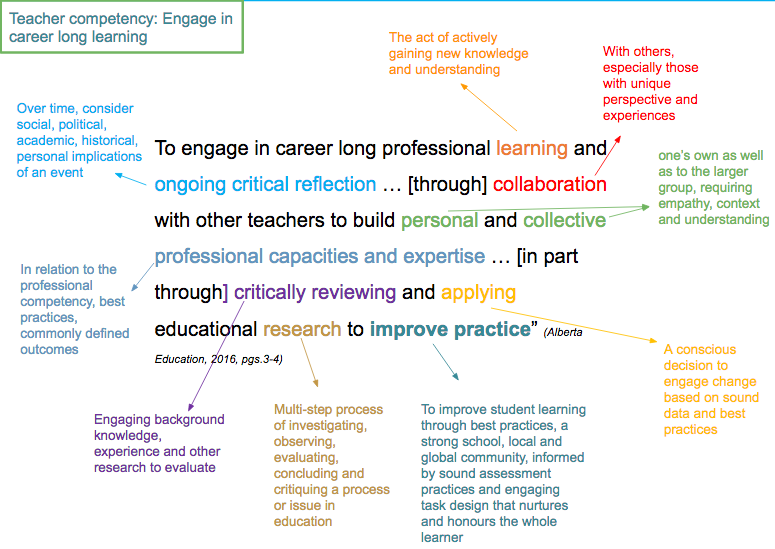 Teacher competency: Engage in
career long learning
The act of actively
gaining new knowledge
and understanding
With others,
especially those
with unique
perspective and
experiences
Over time, consider
social, political,
academic, historical,
personal implications
of an event
one's own as well
as to the larger
group, requiring
empathy, context
and understanding
To engage in career long professional learning and
ongoing critical reflection … [through] collaboration
with other teachers to build personal and collective
professional capacities and expertise … [in part
through] critically reviewing and applying
educational research to improve practice” (Alberta
Education, 2016, pgs.3-4)
In relation to the
professional
competency, best
practices,
commonly defined
outcomes
A conscious
decision to
engage change
based on sound
data and best
practices
Engaging background
knowledge,
experience and other
research to evaluate
Multi-step process
of investigating,
observing,
evaluating,
concluding and
critiquing a process
or issue in
education
To improve student learning
through best practices, a
strong school, local and
global community, informed
by sound assessment
practices and engaging
task design that nurtures
and honours the whole
learner